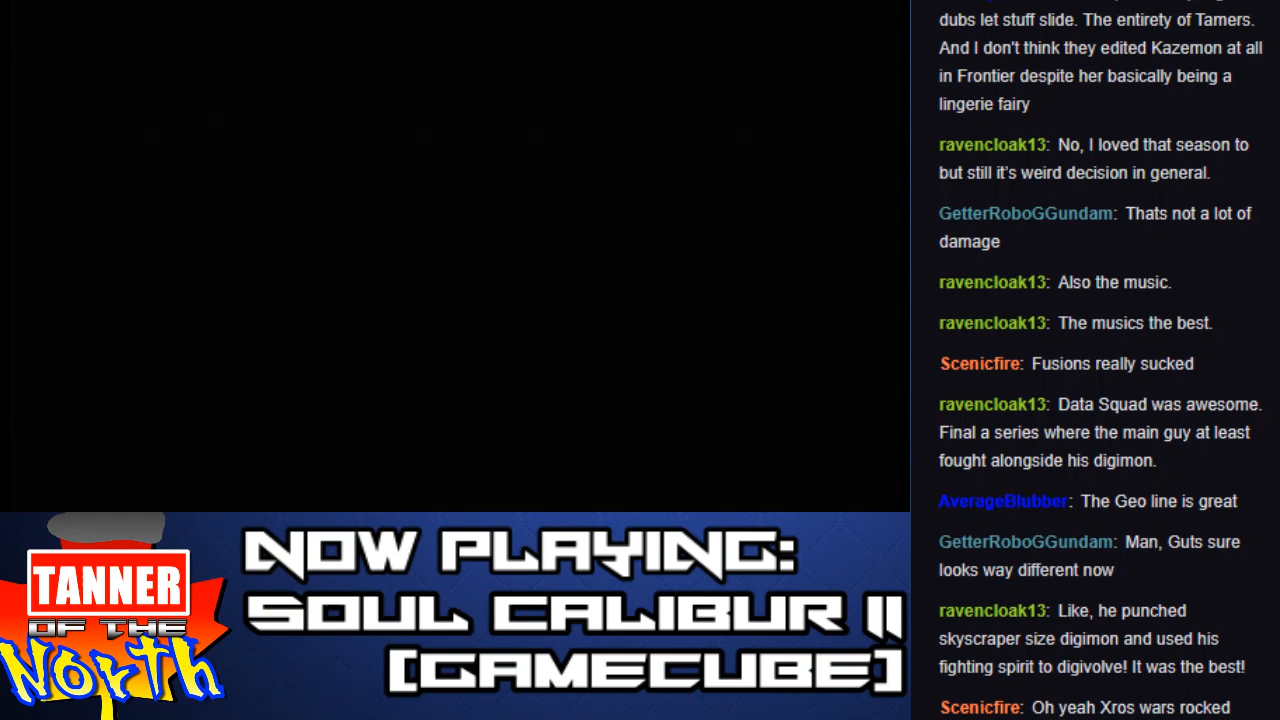 dubs let stuff slide. The entirety of Tamers.
And I don't think they edited Kazemon at all
in Frontier despite her basically being a
lingerie fairy
ravencloak13: No, I loved that season to
but still it's weird decision in general.
GetterRoboGGundam: Thats not a lot of
damage
ravencloak13: Also the music.
ravencloak13: The musics the best.
Scenicfire: Fusions really sucked
ravencloak13: Data Squad was awesome.
Final a series where the main guy at least
fought alongside his digimon.
AverageBlubber: The Geo line is great
GetterRoboGGundam: Man, Guts sure
looks way different now
ravencloak13: Like, he punched
skyscraper size digimon and used his
fighting spirit to digivolve! It was the best!
Scenicfire: Oh yeah Xros wars rocked
TANNER
OF THE
North
NOW PLAYING:
SOUL CALIBUR II
[GAMECUBE]